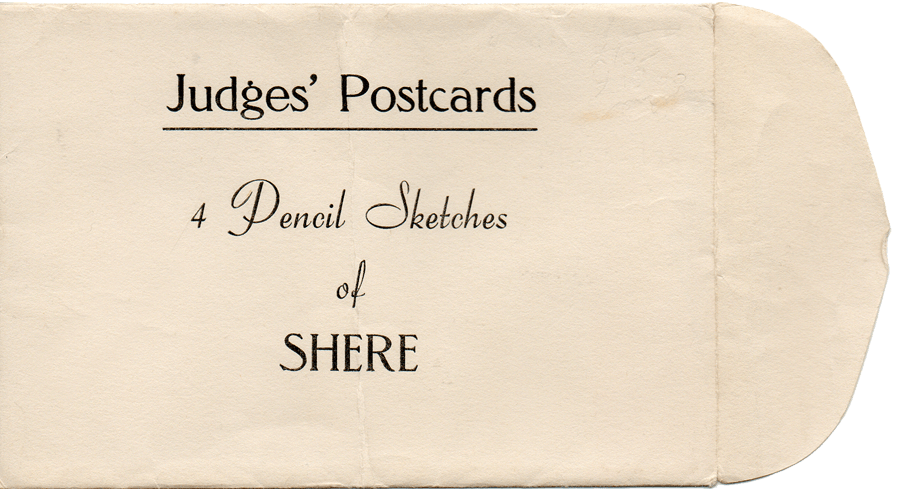 Judges’ Postcards
4 Pencil Sketches
of
SHERE